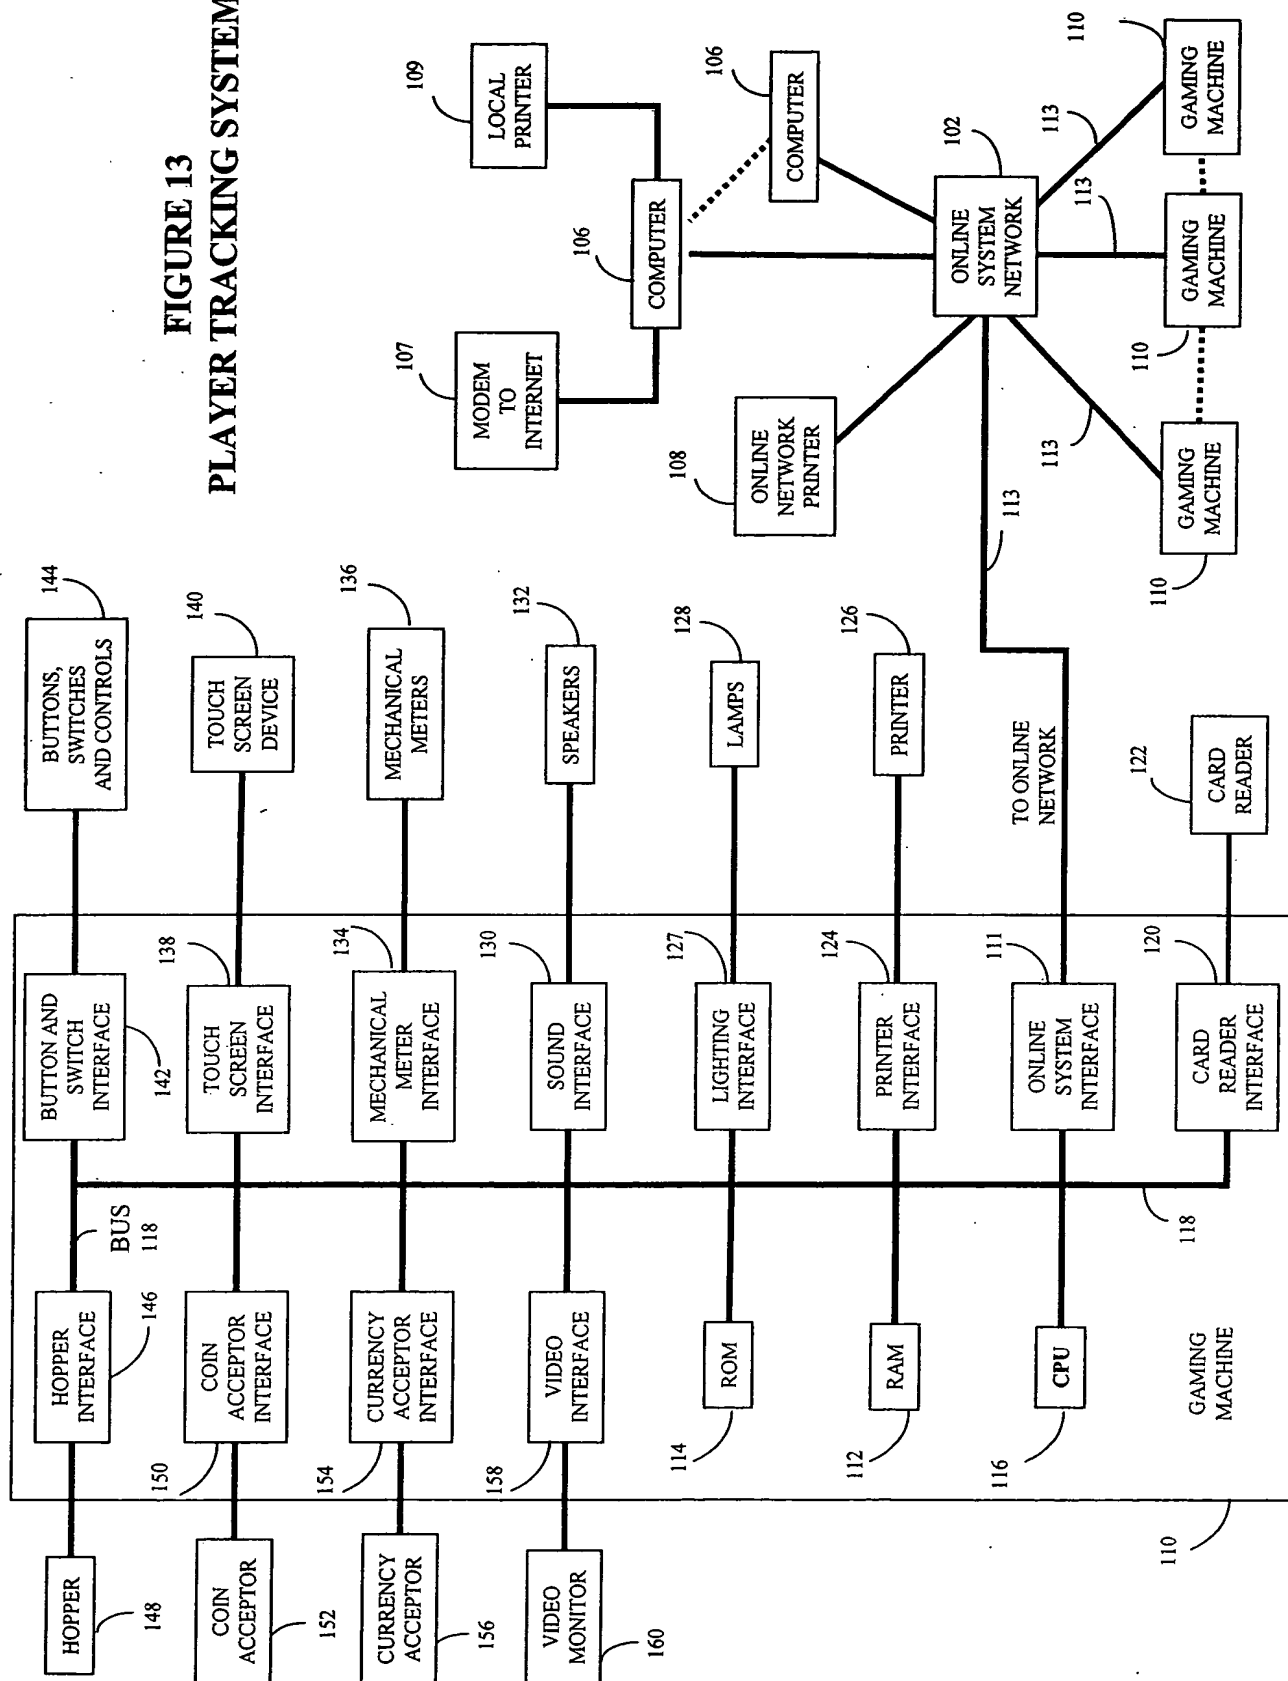 FIGURE 13
PLAYER TRACKING SYSTEM
HOPPER
148
HOPPER
INTERFACE
146
BUS
118
BUTTON AND
SWITCH
INTERFACE
142
BUTTONS,
SWITCHES
AND CONTROLS
144
COIN
ACCEPTOR
152
COIN
ACCEPTOR
INTERFACE
150
TOUCH
SCREEN
INTERFACE
138
TOUCH
SCREEN
DEVICE
140
CURRENCY
ACCEPTOR
156
CURRENCY
ACCEPTOR
INTERFACE
154
MECHANICAL
METER
INTERFACE
134
MECHANICAL
METERS
136
VIDEO
MONITOR
160
VIDEO
INTERFACE
158
SOUND
INTERFACE
130
SPEAKERS
132
ROM
114
LIGHTING
INTERFACE
127
LAMPS
128
RAM
112
PRINTER
INTERFACE
124
PRINTER
126
CPU
116
ONLINE
SYSTEM
INTERFACE
111
TO ONLINE
NETWORK
113
GAMING
MACHINE
110
118
CARD
READER
INTERFACE
120
CARD
READER
122
MODEM
TO
INTERNET
107
COMPUTER
106
LOCAL
PRINTER
109
COMPUTER
106
ONLINE
NETWORK
PRINTER
108
ONLINE
SYSTEM
NETWORK
102
113
113
113
GAMING
MACHINE
110
GAMING
MACHINE
110
GAMING
MACHINE
110